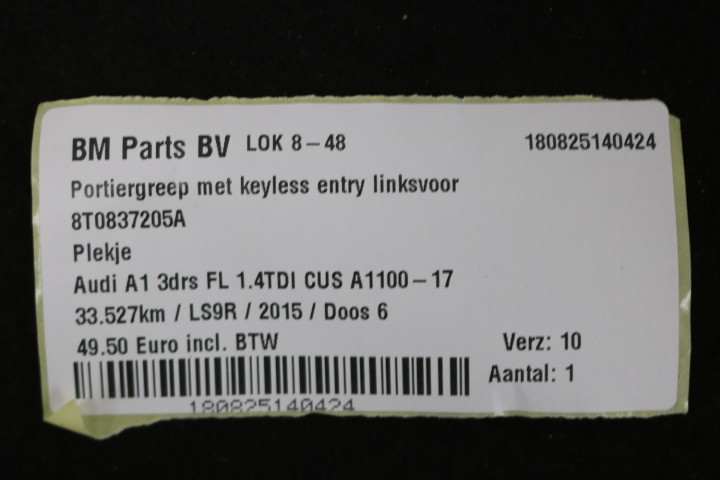 BM Parts BV LOK 8-48 180825140424
Portiergreep met keyless entry linksvoor
8T0837205A
Plekje
Audi A1 3drs FL 1.4TDI CUS A1100-17
33.527km / LS9R / 2015 / Doos 6
49.50 Euro incl. BTW Verz: 10
Aantal: 1
180825140424